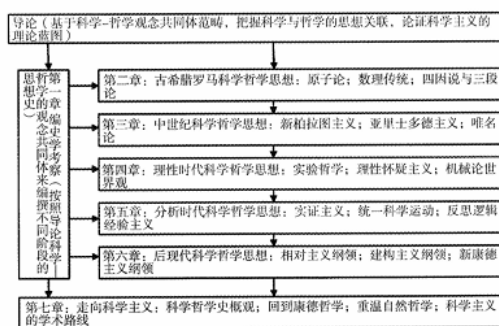 导论（基于科学-哲学观念共同体范畴，把握科学与哲学的思想关联，论证科学主义的
理论蓝图）
第一章编史学考察（按照导论科学—
哲学的观念共同体来编撰不同阶段的
思想史）
第二章：古希腊罗马科学哲学思想：原子论；数理传统；四因说与三段
论
第三章：中世纪科学哲学思想：新柏拉图主义；亚里士多德主义；唯名
论
第四章：理性时代科学哲学思想；实验哲学；理性怀疑主义；机械论世
界观
第五章：分析时代科学哲学思想：实证主义；统一科学运动；反思逻辑
经验主义
第六章：后现代科学哲学思想：相对主义纲领；建构主义纲领；新康德
主义纲领
第七章：走向科学主义；科学哲学史概观；回到康德哲学；重温自然哲学；科学主义
的学术路线